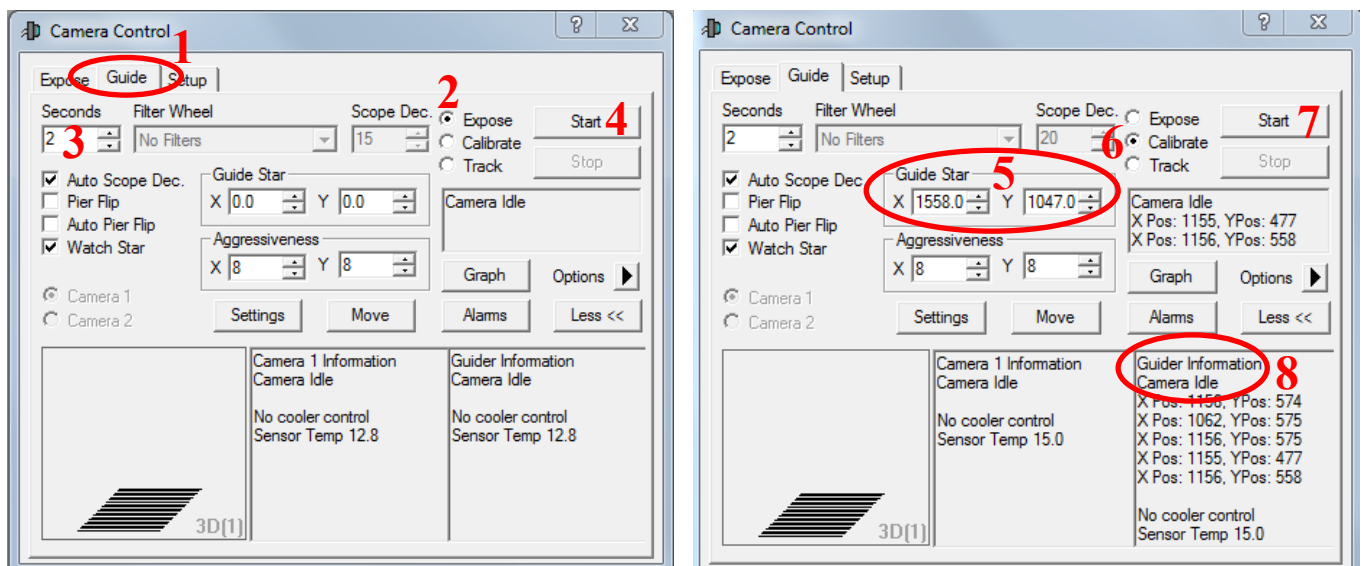 Camera Control
1
Expose Guide Setup
Seconds Filter Wheel Scope Dec.
2
Expose
Start 4
2 3 No Filters 15
Calibrate
Track
Stop
Auto Scope Dec.
Guide Star
Pier Flip
X 0.0 Y 0.0
Camera Idle
Auto Pier Flip
Watch Star
Aggressiveness
X 8 Y 8
Graph Options
Camera 1
Camera 2
Settings Move Alarms Less <<
Camera 1 Information
Camera Idle
No cooler control
Sensor Temp 12.8
Guider Information
Camera Idle
No cooler control
Sensor Temp 12.8
3D(1)
Camera Control
Expose Guide Setup
Seconds Filter Wheel Scope Dec.
Expose
Start 7
2 No Filters 20
6 Calibrate
Track
Stop
Auto Scope Dec
Guide Star 5
Pier Flip
X 1558.0 Y 1047.0
Camera Idle
X Pos: 1155, YPos: 477
X Pos: 1156, YPos: 558
Auto Pier Flip
Watch Star
Aggressiveness
X 8 Y 8
Graph Options
Camera 1
Camera 2
Settings Move Alarms Less <<
Camera 1 Information
Camera Idle
No cooler control
Sensor Temp 15.0
Guider Information
Camera Idle 8
X Pos: 1156, YPos: 574
X Pos: 1062, YPos: 575
X Pos: 1156, YPos: 575
X Pos: 1155, YPos: 477
X Pos: 1156, YPos: 558
No cooler control
Sensor Temp 15.0
3D(1)